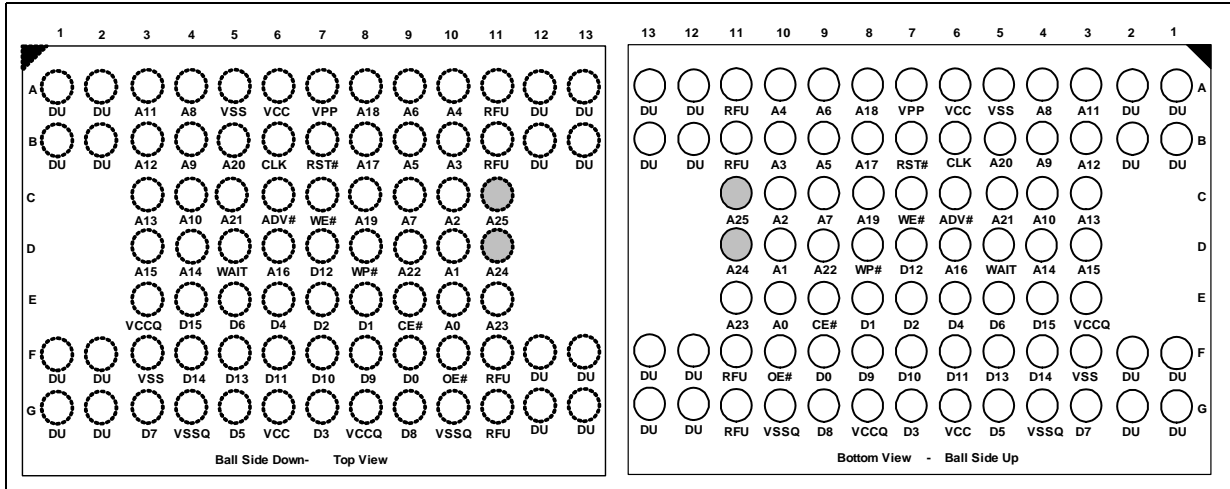 1 2 3 4 5 6 7 8 9 10 11 12 13
A
DU DU A11 A8 VSS VCC VPP A18 A6 A4 RFU DU DU
B
DU DU A12 A9 A20 CLK RST# A17 A5 A3 RFU DU DU
C
A13 A10 A21 ADV# WE# A19 A7 A2 A25
D
A15 A14 WAIT A16 D12 WP# A22 A1 A24
E
VCCQ D15 D6 D4 D2 D1 CE# A0 A23
F
DU DU VSS D14 D13 D11 D10 D9 D0 OE# RFU DU DU
G
DU DU D7 VSSQ D5 VCC D3 VCCQ D8 VSSQ RFU DU DU
Ball Side Down- Top View
13 12 11 10 9 8 7 6 5 4 3 2 1
A
DU DU RFU A4 A6 A18 VPP VCC VSS A8 A11 DU DU
B
DU DU RFU A3 A5 A17 RST# CLK A20 A9 A12 DU DU
C
A25 A2 A7 A19 WE# ADV# A21 A10 A13
D
A24 A1 A22 WP# D12 A16 WAIT A14 A15
E
A23 A0 CE# D1 D2 D4 D6 D15 VCCQ
F
DU DU RFU OE# D0 D9 D10 D11 D13 D14 VSS DU DU
G
DU DU RFU VSSQ D8 VCCQ D3 VCC D5 VSSQ D7 DU DU
Bottom View - Ball Side Up